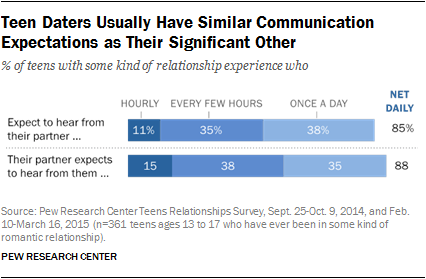 Teen Daters Usually Have Similar Communication
Expectations as Their Significant Other
% of teens with some kind of relationship experience who
NET
HOURLY EVERY FEW HOURS ONCE A DAY DAILY
Expect to hear from
their partner ... 11% 35% 38% 85%
Their partner expects
to hear from them ... 15 38 35 88
Source: Pew Research Center Teens Relationships Survey, Sept. 25-Oct. 9, 2014, and Feb.
10-March 16, 2015 (n=361 teens ages 13 to 17 who have ever been in some kind of
romantic relationship).
PEW RESEARCH CENTER